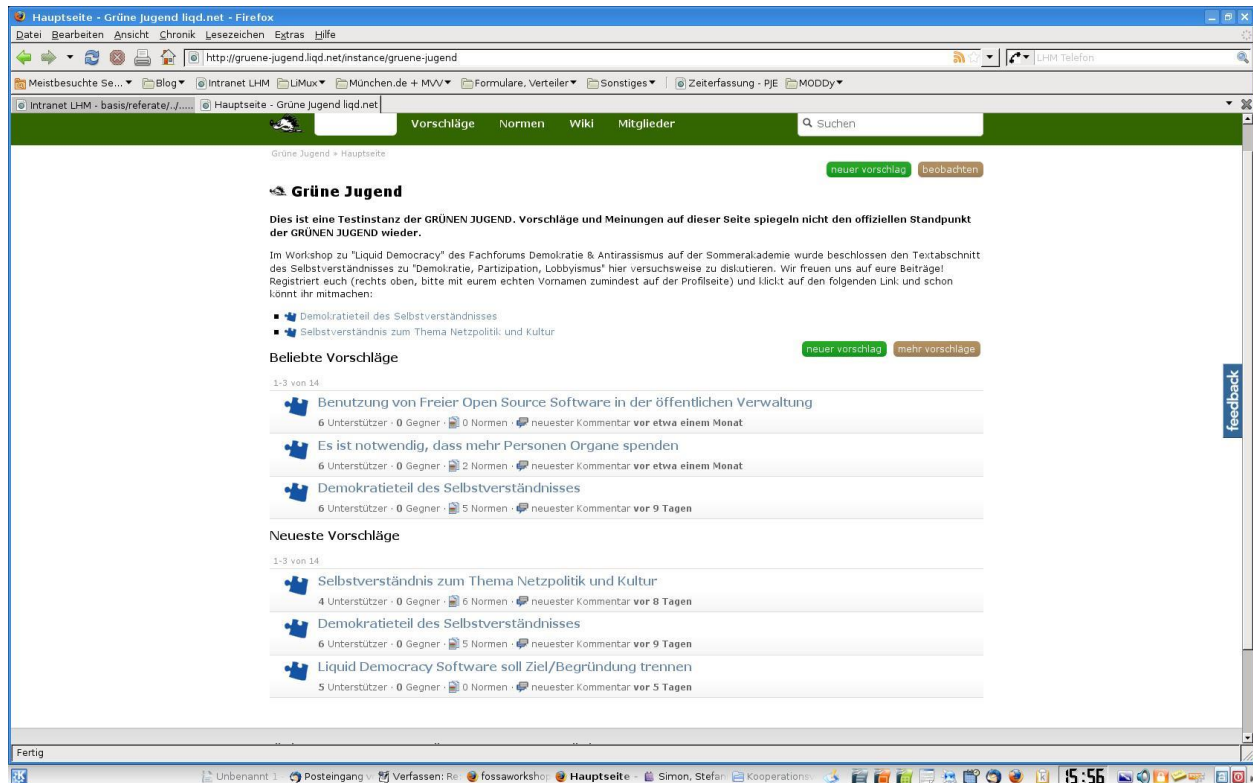 Hauptseite - Grüne Jugend liqd.net - Firefox
Datei Bearbeiten Ansicht Chronik Lesezeichen Extras Hilfe
http://gruene-jugend.liqd.net/instance/gruene-jugend
LHM Telefon
Meistbesuchte Se... Blog Intranet LHM LiMux München.de + MVV Formulare, Verteiler Sonstiges Zeiterfassung - PJE MODDy
Intranet LHM - basis/referate/../..... Hauptseite - Grüne Jugend liqd.net
Vorschläge Normen Wiki Mitglieder Suchen
Grüne Jugend » Hauptseite
neuer vorschlag beobachten
Grüne Jugend
Dies ist eine Testinstanz der GRÜNEN JUGEND. Vorschläge und Meinungen auf dieser Seite spiegeln nicht den offiziellen Standpunkt
der GRÜNEN JUGEND wieder.
Im Workshop zu "Liquid Democracy" des Fachforums Demokratie & Antirassismus auf der Sommerakademie wurde beschlossen den Textabschnitt
des Selbstverständnisses zu "Demokratie, Partizipation, Lobbyismus" hier versuchsweise zu diskutieren. Wir freuen uns auf eure Beiträge!
Registriert euch (rechts oben, bitte mit eurem echten Vornamen zumindest auf der Profilseite) und klickt auf den folgenden Link und schon
könnt ihr mitmachen:
Demokratieteil des Selbstverständnisses
Selbstverständnis zum Thema Netzpolitik und Kultur
neuer vorschlag mehr vorschläge
Beliebte Vorschläge
1-3 von 14
Benutzung von Freier Open Source Software in der öffentlichen Verwaltung
6 Unterstützer · 0 Gegner · 0 Normen · neuester Kommentar vor etwa einem Monat
Es ist notwendig, dass mehr Personen Organe spenden
6 Unterstützer · 0 Gegner · 2 Normen · neuester Kommentar vor etwa einem Monat
Demokratieteil des Selbstverständnisses
6 Unterstützer · 0 Gegner · 5 Normen · neuester Kommentar vor 9 Tagen
Neueste Vorschläge
1-3 von 14
Selbstverständnis zum Thema Netzpolitik und Kultur
4 Unterstützer · 0 Gegner · 6 Normen · neuester Kommentar vor 8 Tagen
Demokratieteil des Selbstverständnisses
6 Unterstützer · 0 Gegner · 5 Normen · neuester Kommentar vor 9 Tagen
Liquid Democracy Software soll Ziel/Begründung trennen
5 Unterstützer · 0 Gegner · 0 Normen · neuester Kommentar vor 5 Tagen
feedback
Fertig
Unbenannt 1 - Posteingang v Verfassen: Re: fossaworkshop Hauptseite - Simon, Stefan Kooperations 15:56